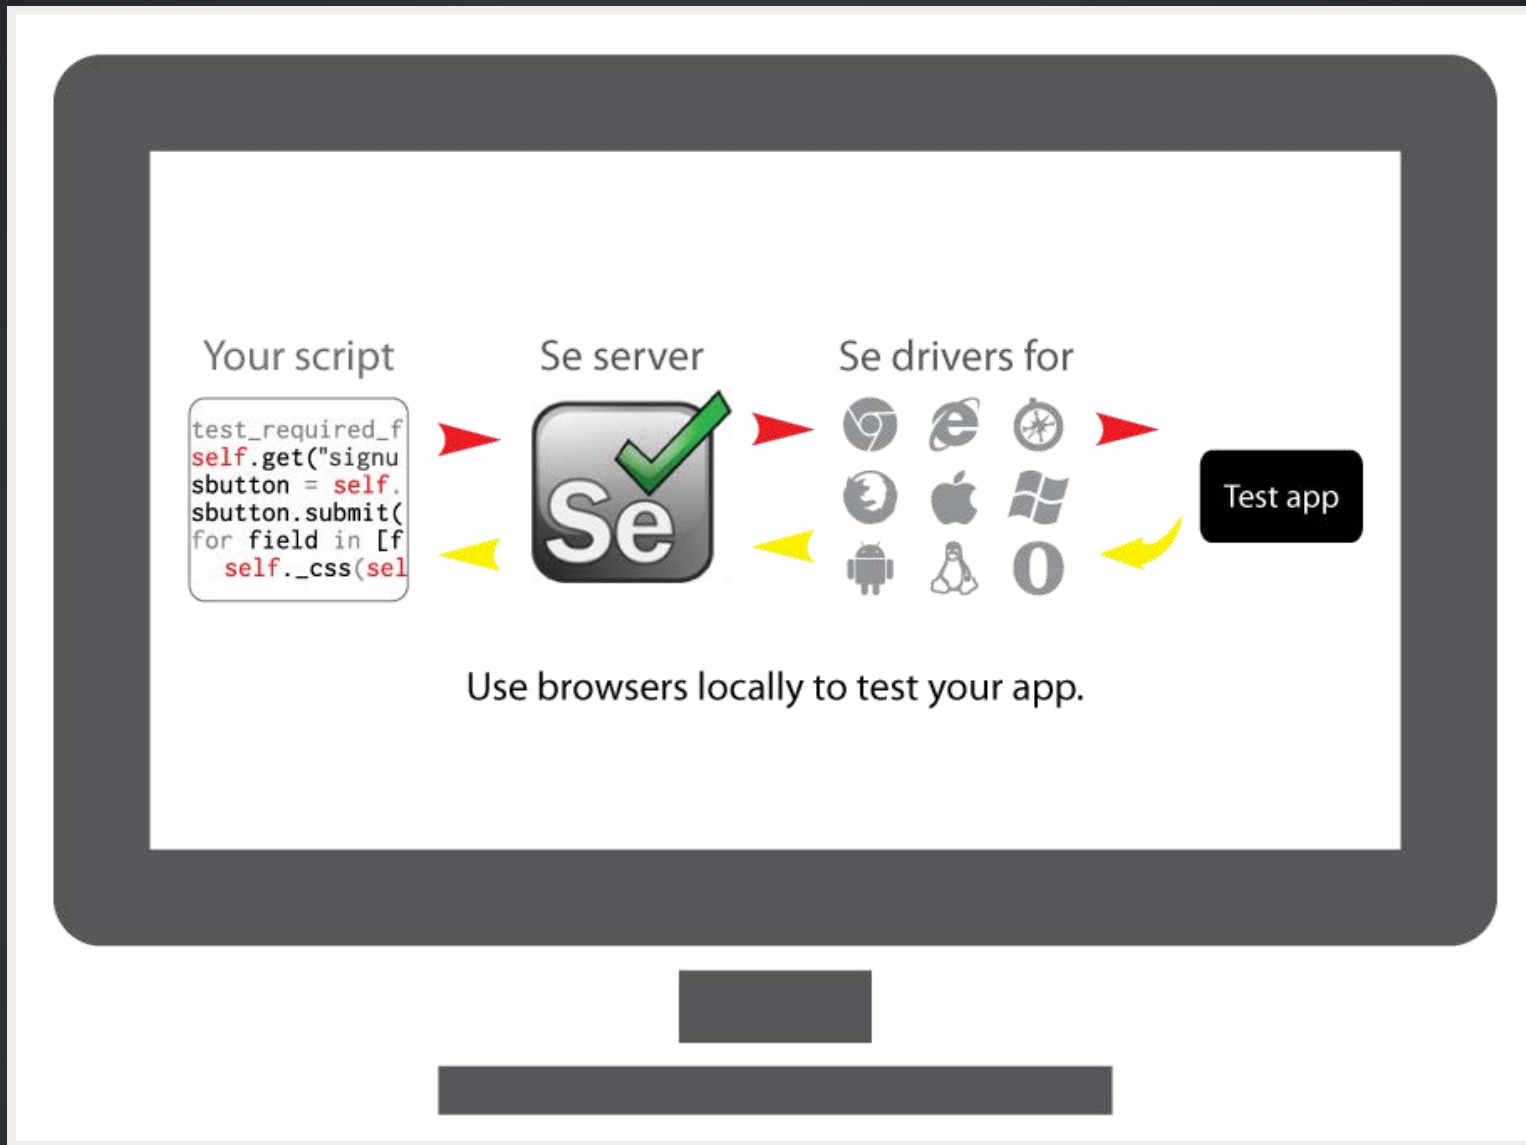 Your script
Se server
Se drivers for
test_required_f
self.get("signu
sbutton = self.
sbutton.submit(
for field in [f
self._css(sel
Se
Test app
Use browsers locally to test your app.